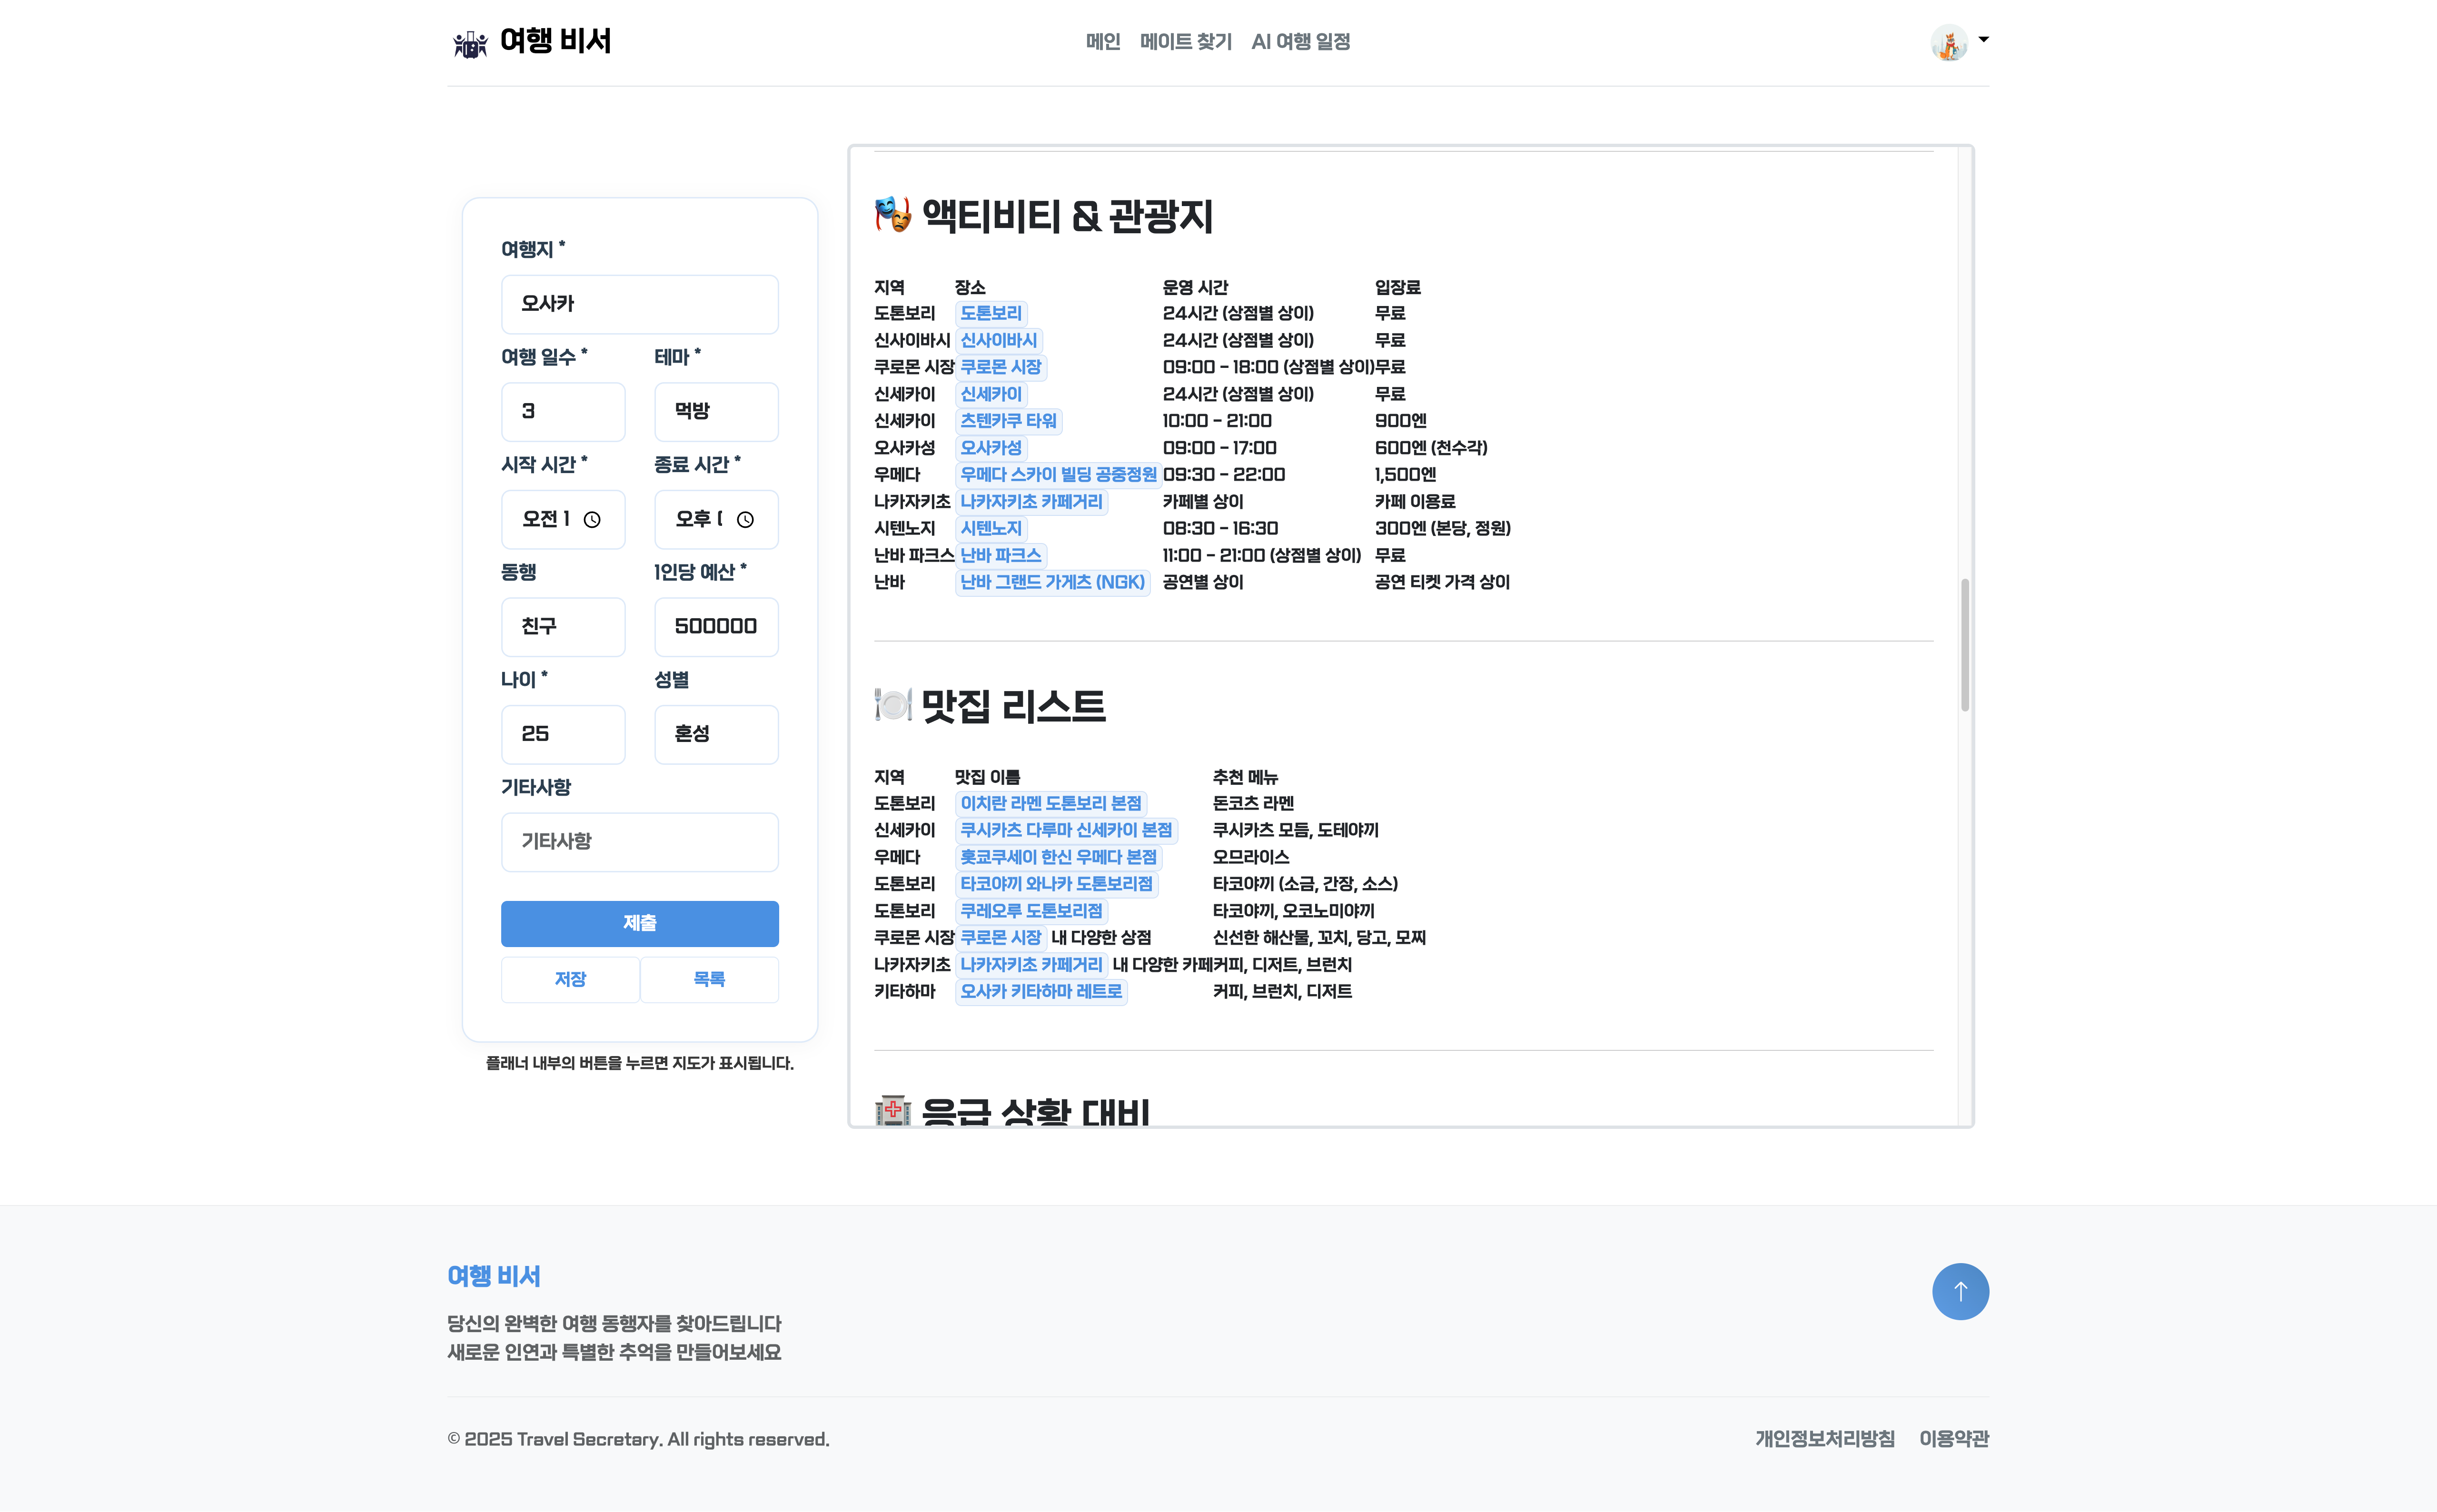 여행 비서
메인 메이트 찾기 AI 여행 일정
여행지 *
오사카
여행 일수 * 테마 *
3 먹방
시작 시간 * 종료 시간 *
오전 1 오후
동행 1인당 예산 *
친구 500000
나이 * 성별
25 혼성
기타사항
기타사항
제출
저장 목록
플래너 내부의 버튼을 누르면 지도가 표시됩니다.
액티비티 & 관광지
지역 장소 운영 시간 입장료
도톤보리 도톤보리 24시간 (상점별 상이) 무료
신사이바시 신사이바시 24시간 (상점별 상이) 무료
쿠로몬 시장 쿠로몬 시장 09:00 - 18:00 (상점별 상이) 무료
신세카이 신세카이 24시간 (상점별 상이) 무료
신세카이 츠텐카쿠 타워 10:00 - 21:00 900엔
오사카성 오사카성 09:00 - 17:00 600엔 (천수각)
우메다 우메다 스카이 빌딩 공중정원 09:30 - 22:00 1,500엔
나카자키초 나카자키초 카페거리 카페별 상이 카페 이용료
시텐노지 시텐노지 08:30 - 16:30 300엔 (본당, 정원)
난바 파크스 난바 파크스 11:00 - 21:00 (상점별 상이) 무료
난바 난바 그랜드 가게츠 (NGK) 공연별 상이 공연 티켓 가격 상이
맛집 리스트
지역 맛집 이름 추천 메뉴
도톤보리 이치란 라멘 도톤보리 본점 돈코츠 라멘
신세카이 쿠시카츠 다루마 신세카이 본점 쿠시카츠 모듬, 도테야끼
우메다 홋쿄쿠세이 한신 우메다 본점 오므라이스
도톤보리 타코야끼 와나카 도톤보리점 타코야끼 (소금, 간장, 소스)
도톤보리 쿠레오루 도톤보리점 타코야끼, 오코노미야끼
쿠로몬 시장 쿠로몬 시장 내 다양한 상점 신선한 해산물, 꼬치, 당고, 모찌
나카자키초 나카자키초 카페거리 내 다양한 카페 커피, 디저트, 브런치
키타하마 오사카 키타하마 레트로 커피, 브런치, 디저트
응급 상황 대비
여행 비서
당신의 완벽한 여행 동행자를 찾아드립니다
새로운 인연과 특별한 추억을 만들어보세요
© 2025 Travel Secretary. All rights reserved.
개인정보처리방침 이용약관